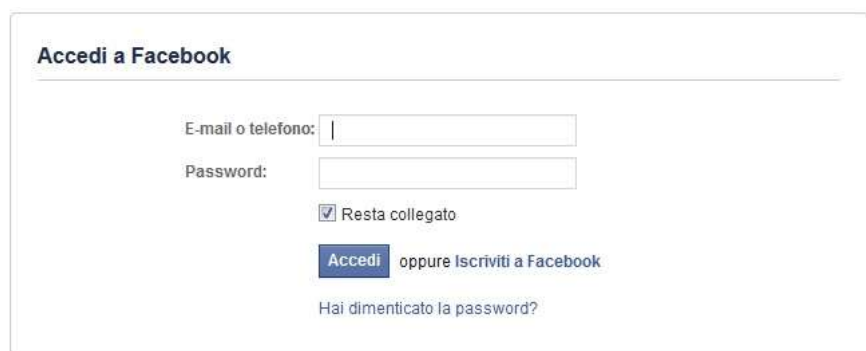 Accedi a Facebook
E-mail o telefono:
Password:
Resta collegato
Accedi oppure Iscriviti a Facebook
Hai dimenticato la password?